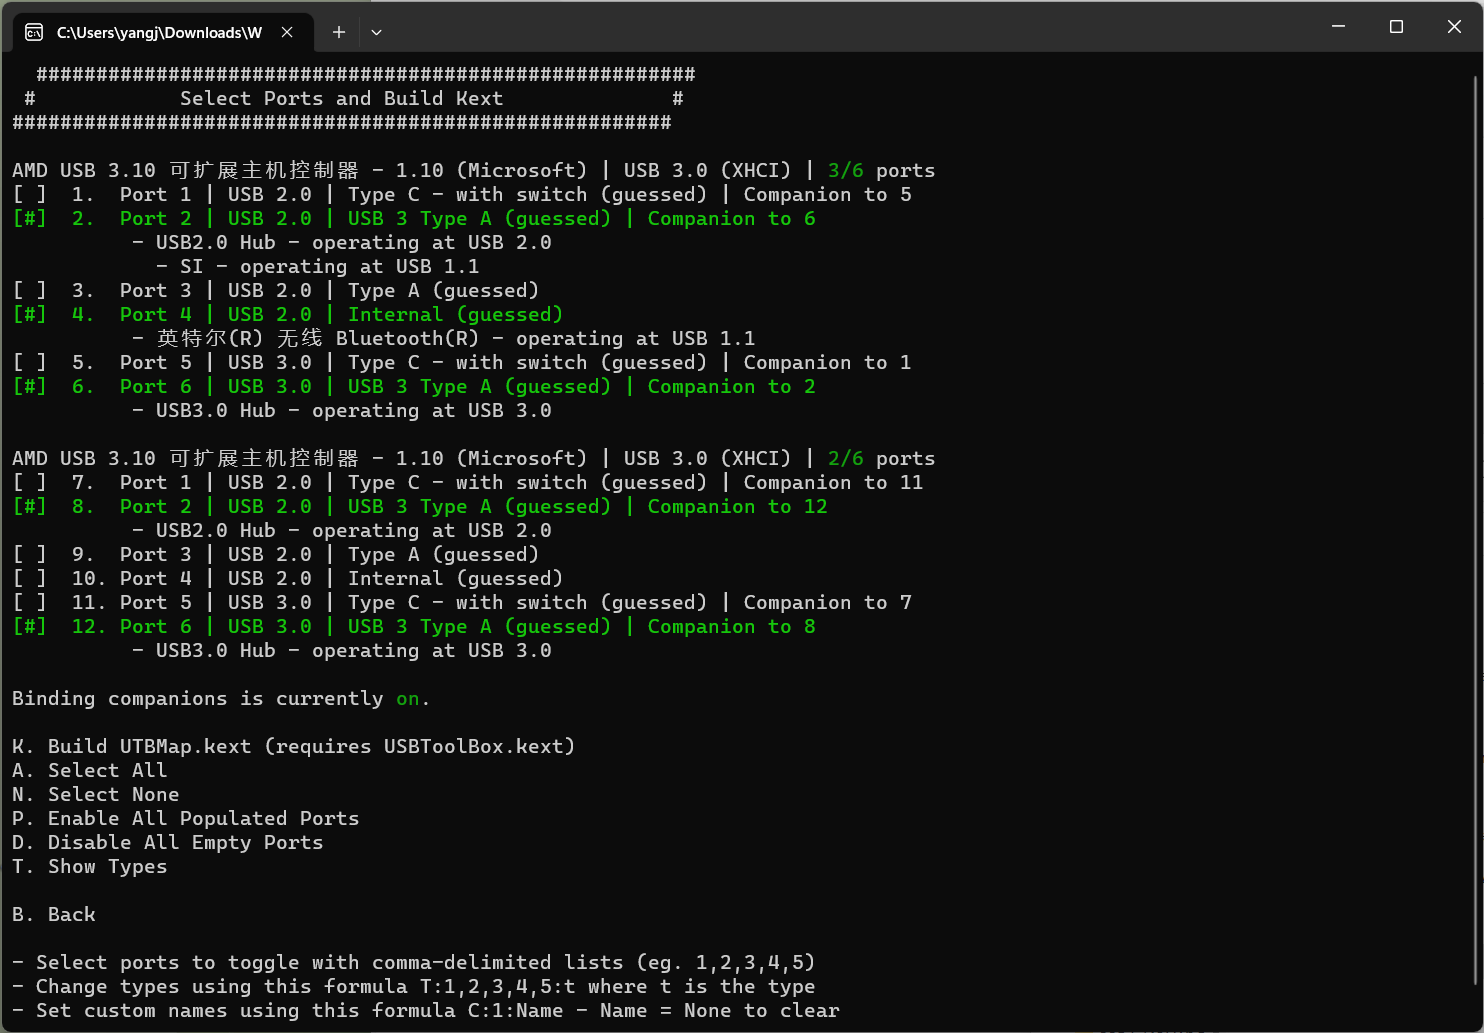 C:\Users\yangj\Downloads\W
#######################################################
#            Select Ports and Build Kext              #
#######################################################
AMD USB 3.10 可扩展主机控制器 - 1.10 (Microsoft) | USB 3.0 (XHCI) | 3/6 ports
[ ]  1.  Port 1 | USB 2.0 | Type C - with switch (guessed) | Companion to 5
[#]  2.  Port 2 | USB 2.0 | USB 3 Type A (guessed) | Companion to 6
- USB2.0 Hub - operating at USB 2.0
- SI - operating at USB 1.1
[ ]  3.  Port 3 | USB 2.0 | Type A (guessed)
[#]  4.  Port 4 | USB 2.0 | Internal (guessed)
- 英特尔(R) 无线 Bluetooth(R) - operating at USB 1.1
[ ]  5.  Port 5 | USB 3.0 | Type C - with switch (guessed) | Companion to 1
[#]  6.  Port 6 | USB 3.0 | USB 3 Type A (guessed) | Companion to 2
- USB3.0 Hub - operating at USB 3.0
AMD USB 3.10 可扩展主机控制器 - 1.10 (Microsoft) | USB 3.0 (XHCI) | 2/6 ports
[ ]  7.  Port 1 | USB 2.0 | Type C - with switch (guessed) | Companion to 11
[#]  8.  Port 2 | USB 2.0 | USB 3 Type A (guessed) | Companion to 12
- USB2.0 Hub - operating at USB 2.0
[ ]  9.  Port 3 | USB 2.0 | Type A (guessed)
[ ]  10. Port 4 | USB 2.0 | Internal (guessed)
[ ]  11. Port 5 | USB 3.0 | Type C - with switch (guessed) | Companion to 7
[#]  12. Port 6 | USB 3.0 | USB 3 Type A (guessed) | Companion to 8
- USB3.0 Hub - operating at USB 3.0
Binding companions is currently on.
K. Build UTBMap.kext (requires USBToolBox.kext)
A. Select All
N. Select None
P. Enable All Populated Ports
D. Disable All Empty Ports
T. Show Types
B. Back
- Select ports to toggle with comma-delimited lists (eg. 1,2,3,4,5)
- Change types using this formula T:1,2,3,4,5:t where t is the type
- Set custom names using this formula C:1:Name - Name = None to clear